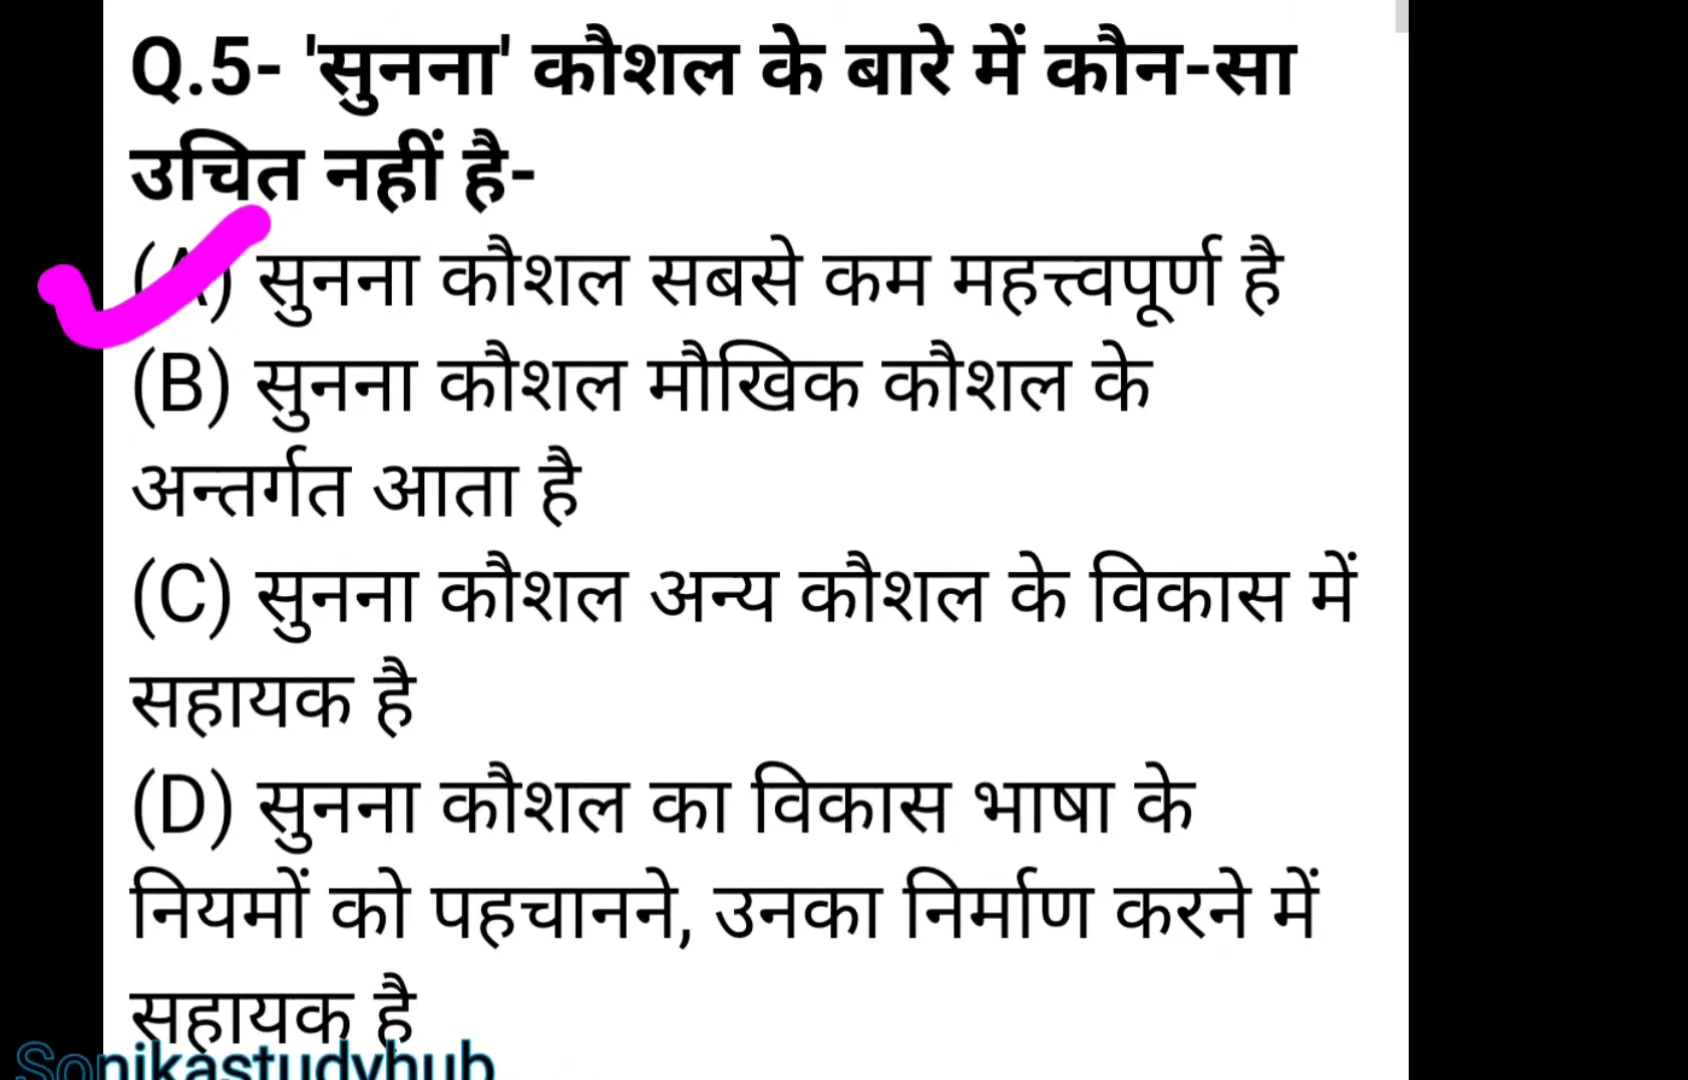 Q.5- 'सुनना' कौशल के बारे में कौन-सा
उचित नहीं है-
(A) सुनना कौशल सबसे कम महत्त्वपूर्ण है
(B) सुनना कौशल मौखिक कौशल के
अन्तर्गत आता है
(C) सुनना कौशल अन्य कौशल के विकास में
सहायक है
(D) सुनना कौशल का विकास भाषा के
नियमों को पहचानने, उनका निर्माण करने में
सहायक है
Sonikastudyhub